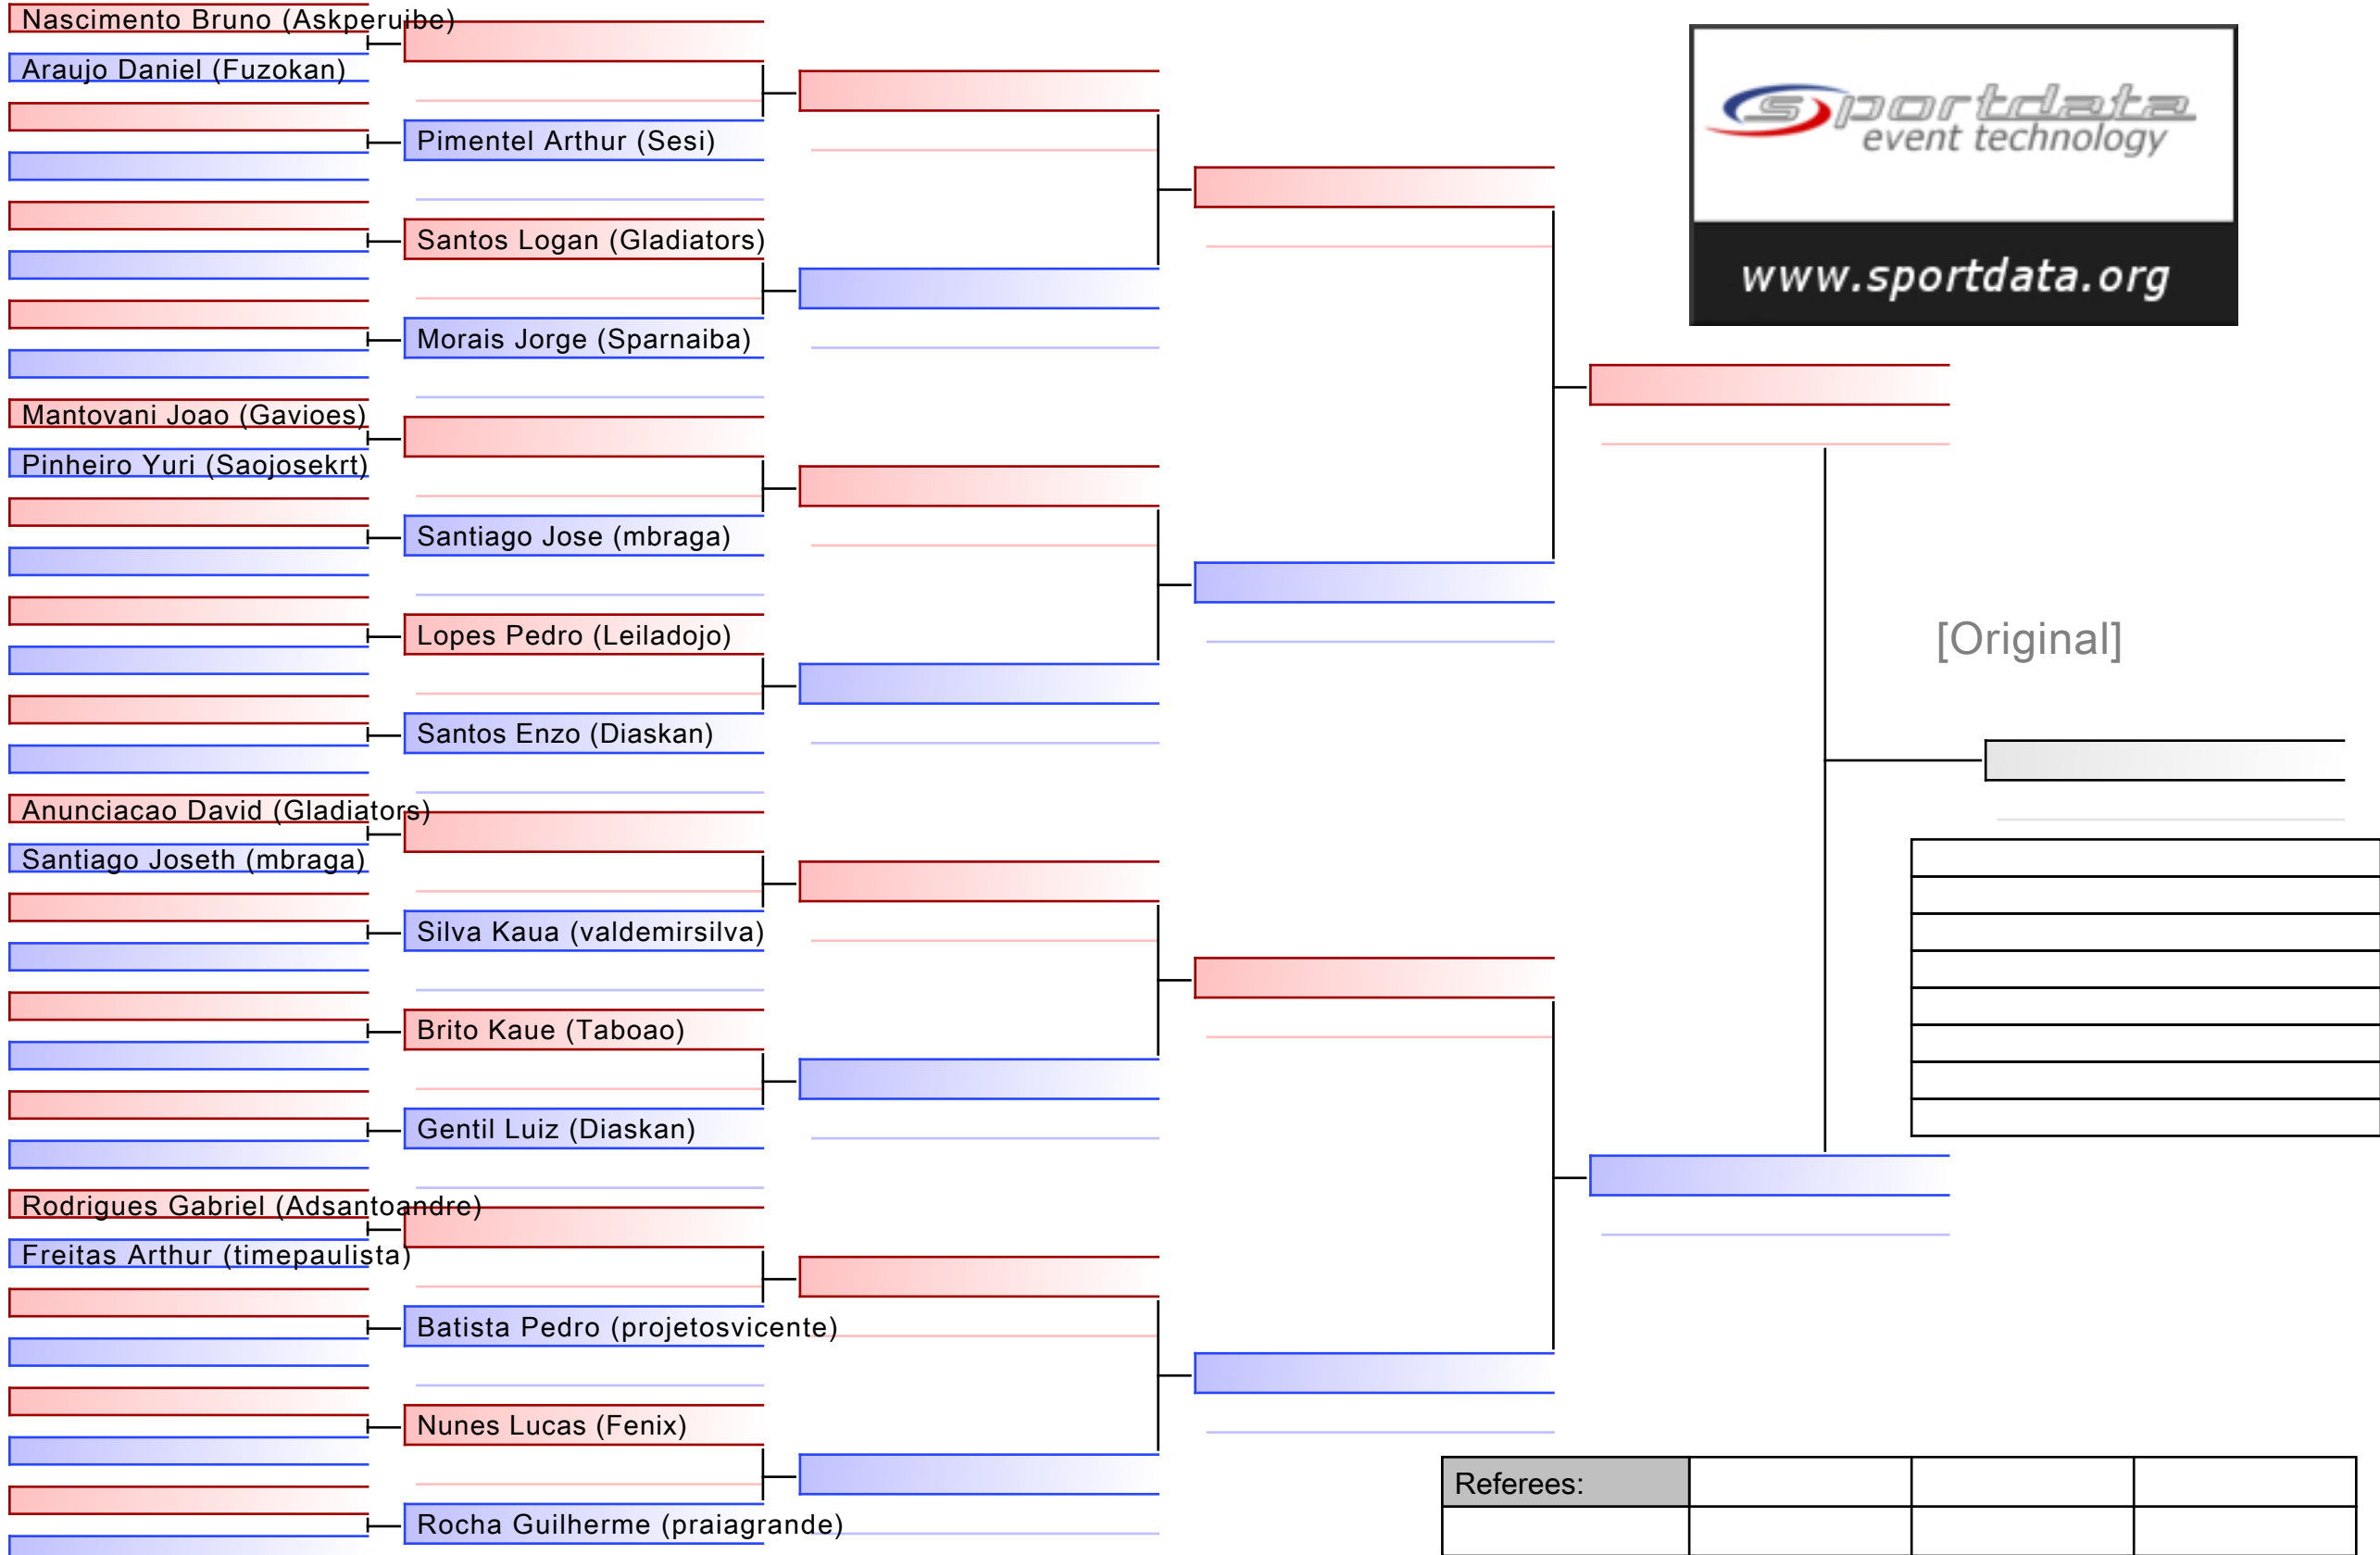 Nascimento Bruno (Askperuibe)
Araujo Daniel (Fuzokan)
Pimentel Arthur (Sesi)
Santos Logan (Gladiators)
Morais Jorge (Sparnaiba)
Mantovani Joao (Gavioes)
Pinheiro Yuri (Saojosekrt)
Santiago Jose (mbraga)
Lopes Pedro (Leiladojo)
Santos Enzo (Diaskan)
Anunciacao David (Gladiators)
Santiago Joseth (mbraga)
Silva Kaua (valdemirsilva)
Brito Kaue (Taboao)
Gentil Luiz (Diaskan)
Rodrigues Gabriel (Adsantoandre)
Freitas Arthur (timepaulista)
Batista Pedro (projetosvicente)
Nunes Lucas (Fenix)
Rocha Guilherme (praiagrande)
sportdata
event technology
www.sportdata.org
[Original]
Referees: